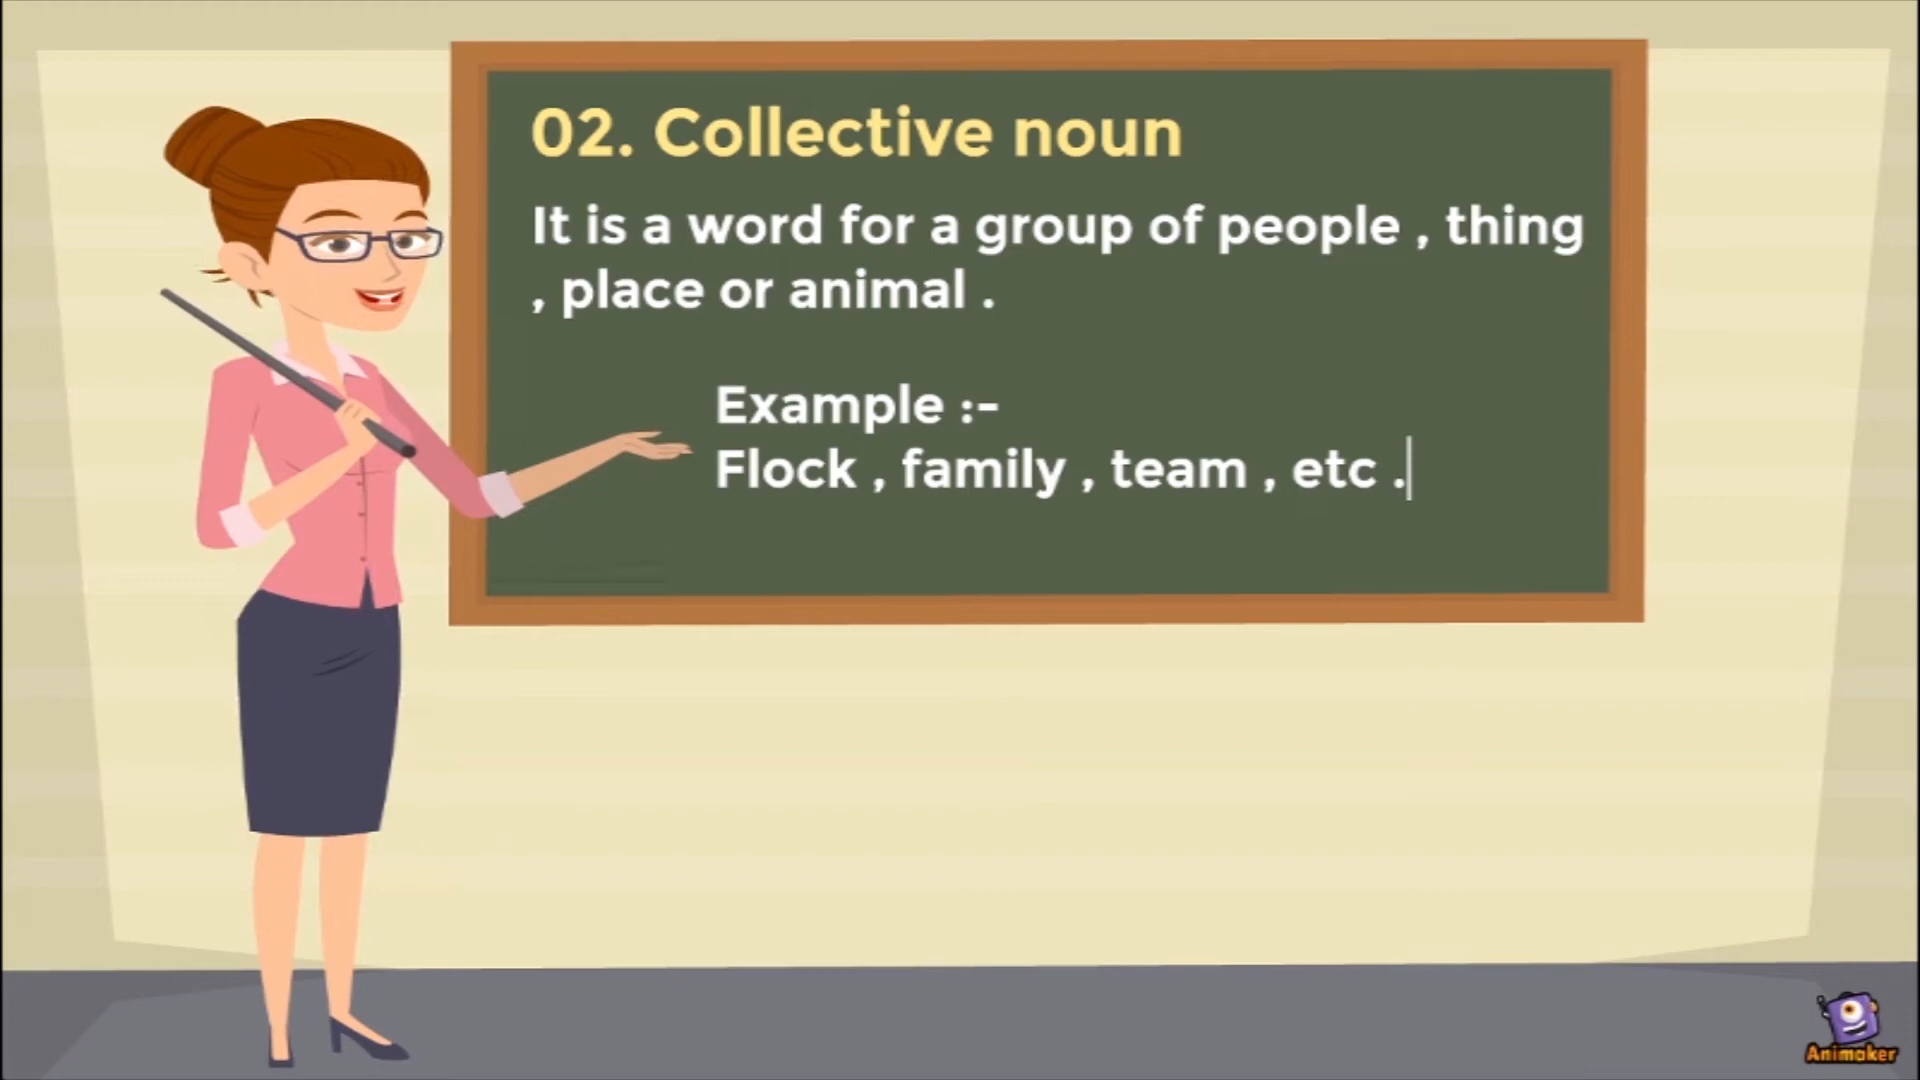 02. Collective noun
It is a word for a group of people , thing
, place or animal .
Example :-
Flock , family , team , etc .
Animaker